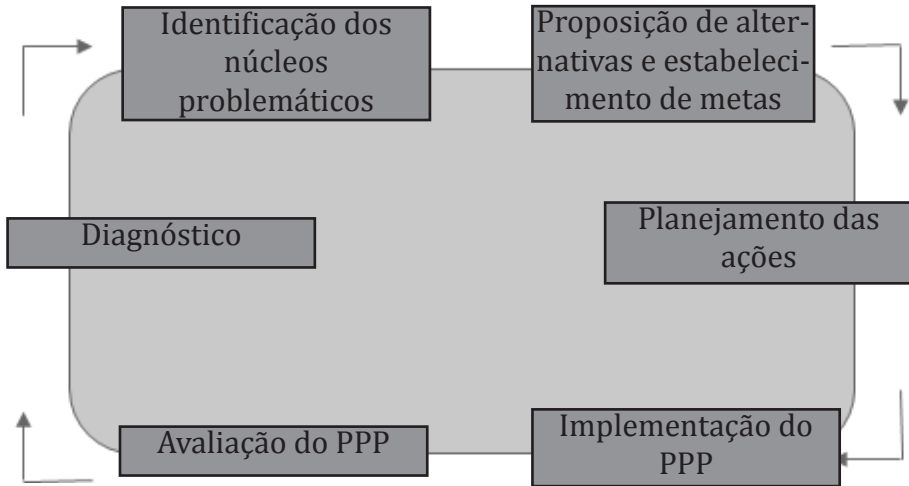 Identificação dos
núcleos
problemáticos
Proposição de alter-
nativas e estabeleci-
mento de metas
Diagnóstico
Planejamento das
ações
Avaliação do PPP
Implementação do
PPP